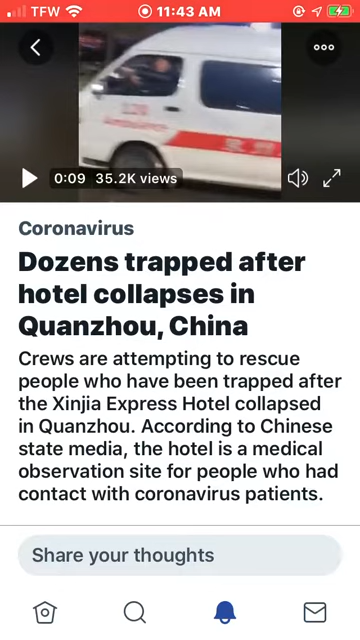 TFW 11:43 AM
120
Ambulance
0:09 35.2K views
Coronavirus
Dozens trapped after
hotel collapses in
Quanzhou, China
Crews are attempting to rescue
people who have been trapped after
the Xinjia Express Hotel collapsed
in Quanzhou. According to Chinese
state media, the hotel is a medical
observation site for people who had
contact with coronavirus patients.
Share your thoughts